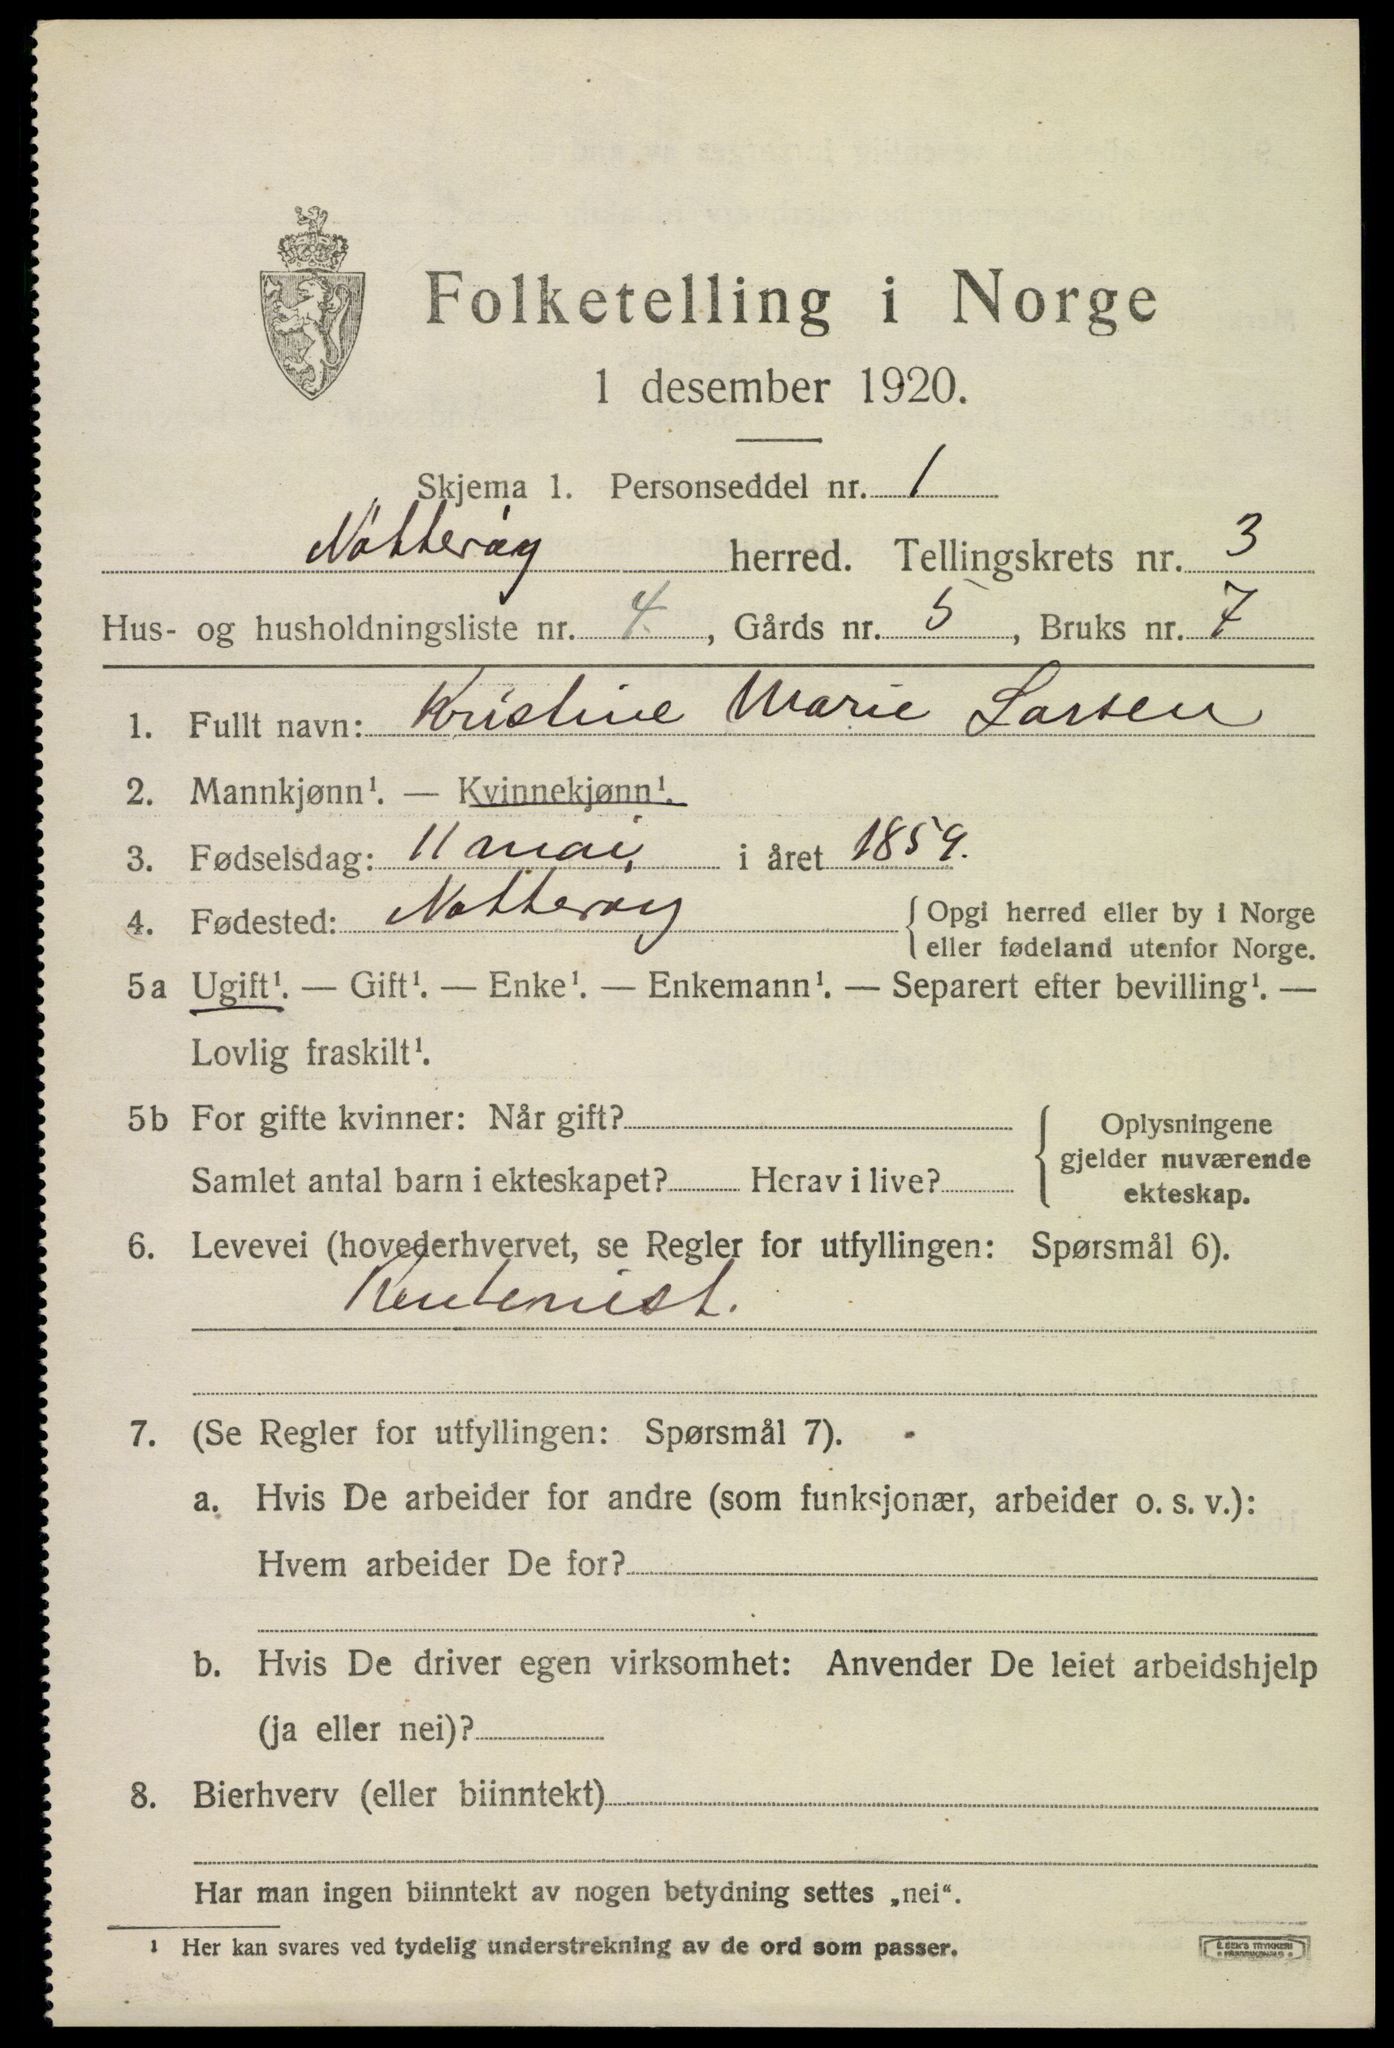 Folketelling i Norge
1 desember 1920.
Skjema 1. Personseddel nr. 1
Nøtterøy herred. Tellingskrets nr. 3
Hus- og husholdningsliste nr. 4. , Gårds nr. 5 , Bruks nr. 7
1. Fullt navn: Kristine Marie Larsen
2. Mannkjønn¹. — Kvinnekjønn¹.
3. Fødselsdag: 11 mai, i året 1859.
4. Fødested: Nøtterøy { Opgi herred eller by i Norge
eller fødeland utenfor Norge.
5a Ugift¹. — Gift¹. — Enke¹. — Enkemann¹. — Separert efter bevilling¹. —
Lovlig fraskilt¹.
5b For gifte kvinner: Når gift?
Samlet antal barn i ekteskapet? Herav i live?
{ Oplysningene
gjelder nuværende
ekteskap.
6. Levevei (hovederhvervet, se Regler for utfyllingen: Spørsmål 6).
Rentenist.
7. (Se Regler for utfyllingen: Spørsmål 7).
a. Hvis De arbeider for andre (som funksjonær, arbeider o. s. v.):
Hvem arbeider De for?
b. Hvis De driver egen virksomhet: Anvender De leiet arbeidshjelp
(ja eller nei)?
8. Bierhverv (eller biinntekt)
Har man ingen biinntekt av nogen betydning settes „nei“.
¹ Her kan svares ved tydelig understrekning av de ord som passer.